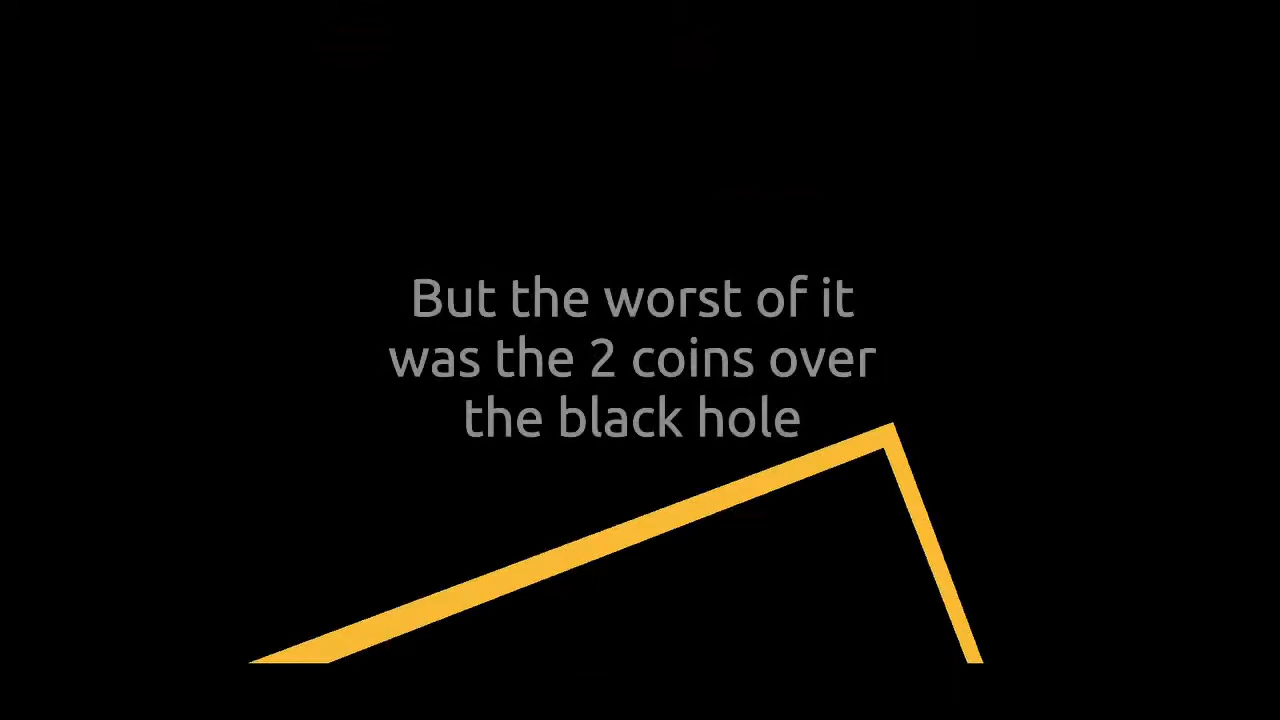 But the worst of it
was the 2 coins over
the black hole